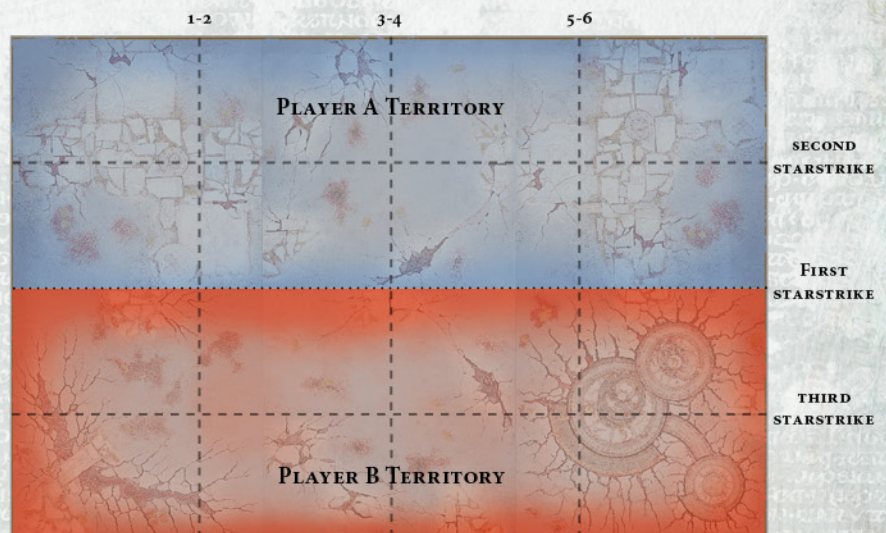 1-2 3-4 5-6
Player A Territory
second
starstrike
First
starstrike
third
starstrike
Player B Territory